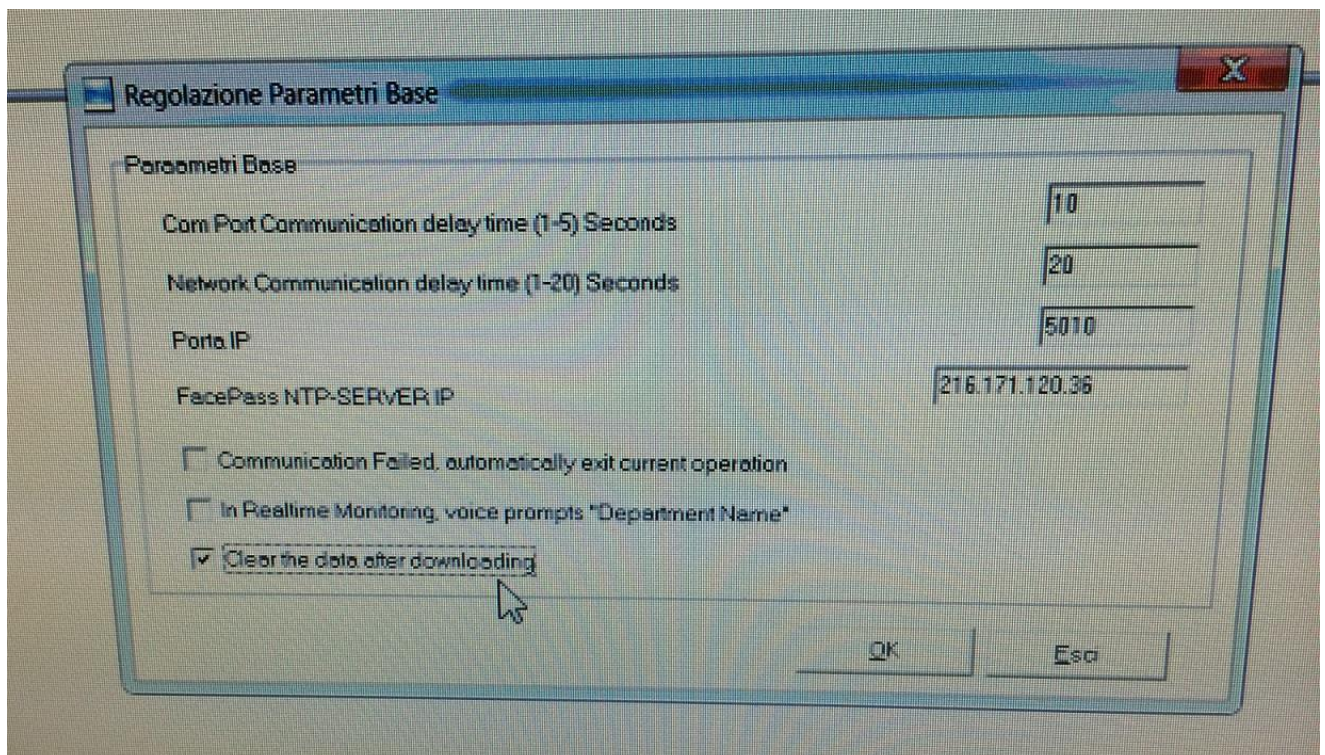 Regolazione Parametri Base
Parametri Base
Com Port Communication delay time (1-5) Seconds
10
Network Communication delay time (1-20) Seconds
20
Porta IP
5010
FacePass NTP-SERVER IP
216.171.120.36
Communication Failed, automatically exit current operation
In Realtime Monitoring, voice prompts "Department Name"
Clear the data after downloading
OK
Esci